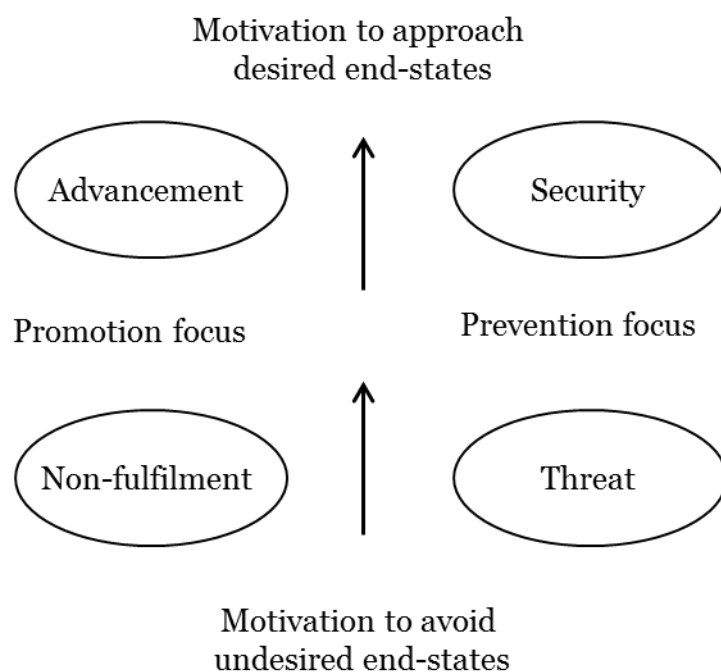 Motivation to approach
desired end-states
Advancement
Security
Promotion focus
Prevention focus
Non-fulfilment
Threat
Motivation to avoid
undesired end-states